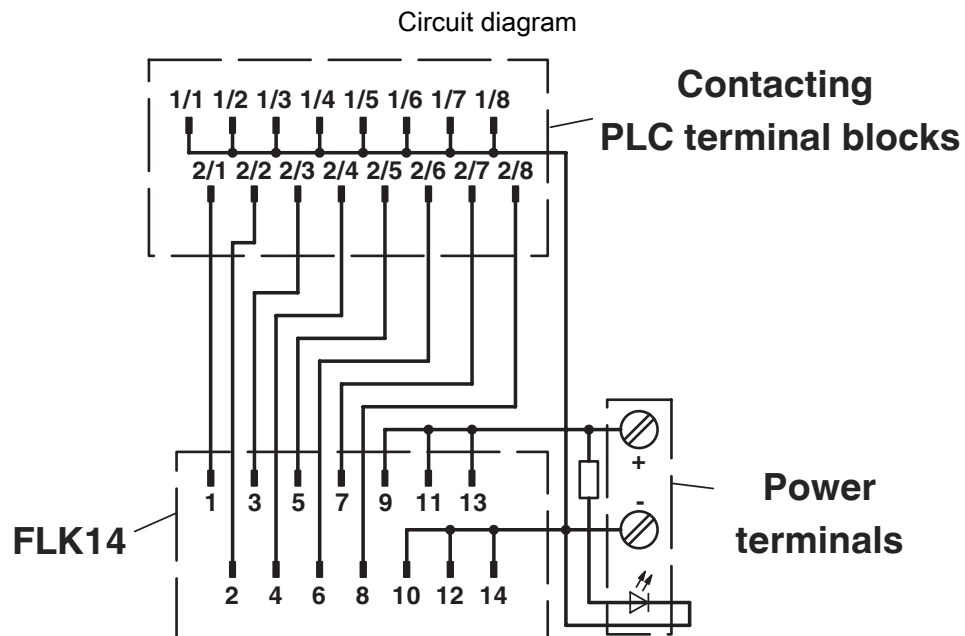 Circuit diagram
1/1 1/2 1/3 1/4 1/5 1/6 1/7 1/8
Contacting
PLC terminal blocks
2/1 2/2 2/3 2/4 2/5 2/6 2/7 2/8
+
1 3 5 7 9 11 13
-
Power
terminals
FLK14
2 4 6 8 10 12 14